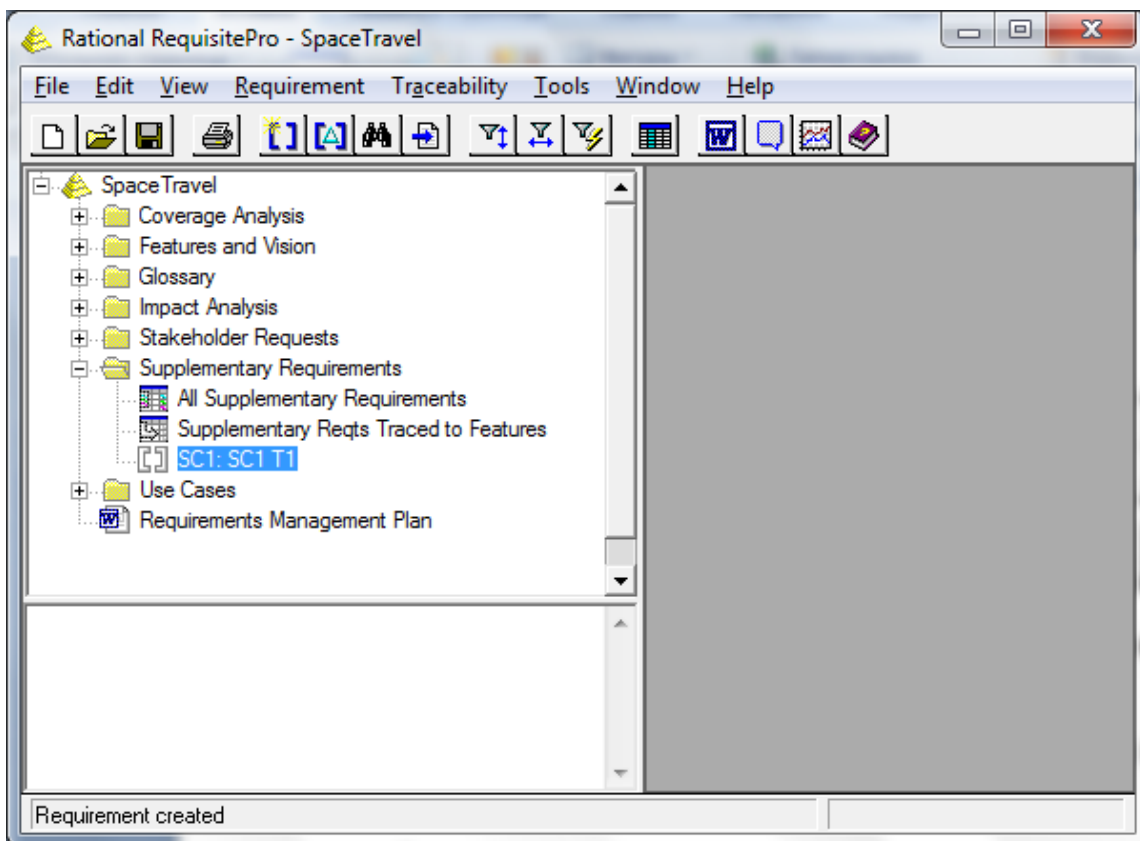 Rational RequisitePro - SpaceTravel
File Edit View Requirement Traceability Tools Window Help
SpaceTravel
Coverage Analysis
Features and Vision
Glossary
Impact Analysis
Stakeholder Requests
Supplementary Requirements
All Supplementary Requirements
Supplementary Reqts Traced to Features
SC1: SC1 T1
Use Cases
Requirements Management Plan
Requirement created